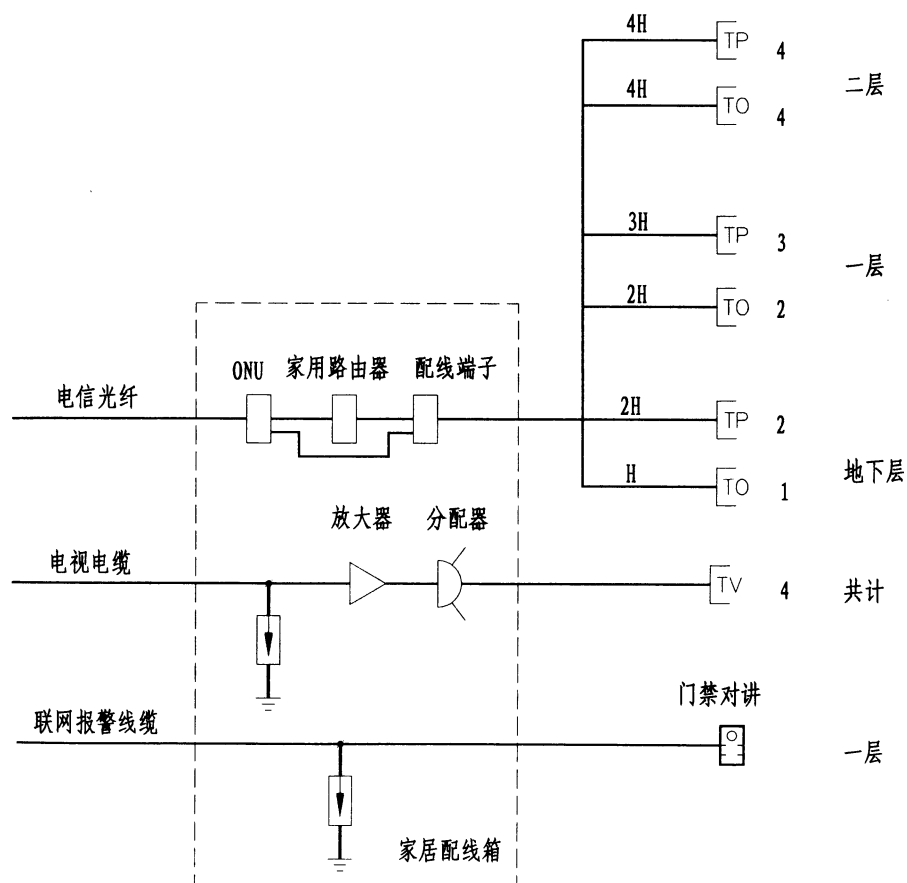 4H TP 4
二层
4H TO 4
3H TP 3
一层
2H TO 2
ONU 家用路由器 配线端子
电信光纤
2H TP 2
地下层
H TO 1
放大器 分配器
电视电缆
TV 4 共计
门禁对讲
联网报警线缆
一层
家居配线箱